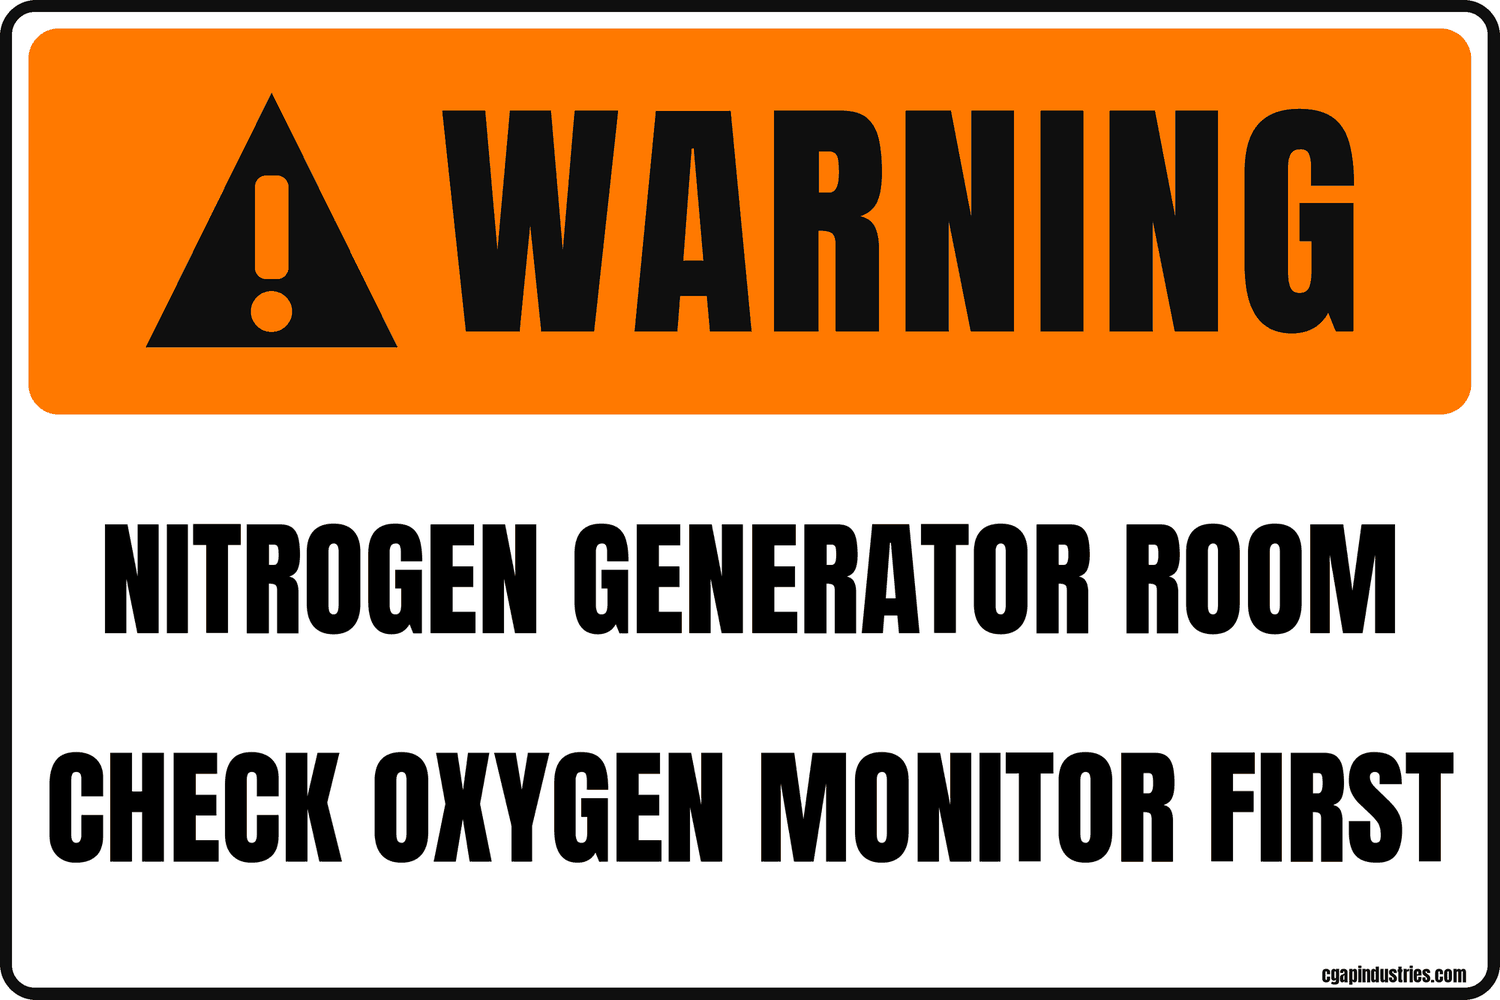 WARNING
NITROGEN GENERATOR ROOM
CHECK OXYGEN MONITOR FIRST
cgapindustries.com